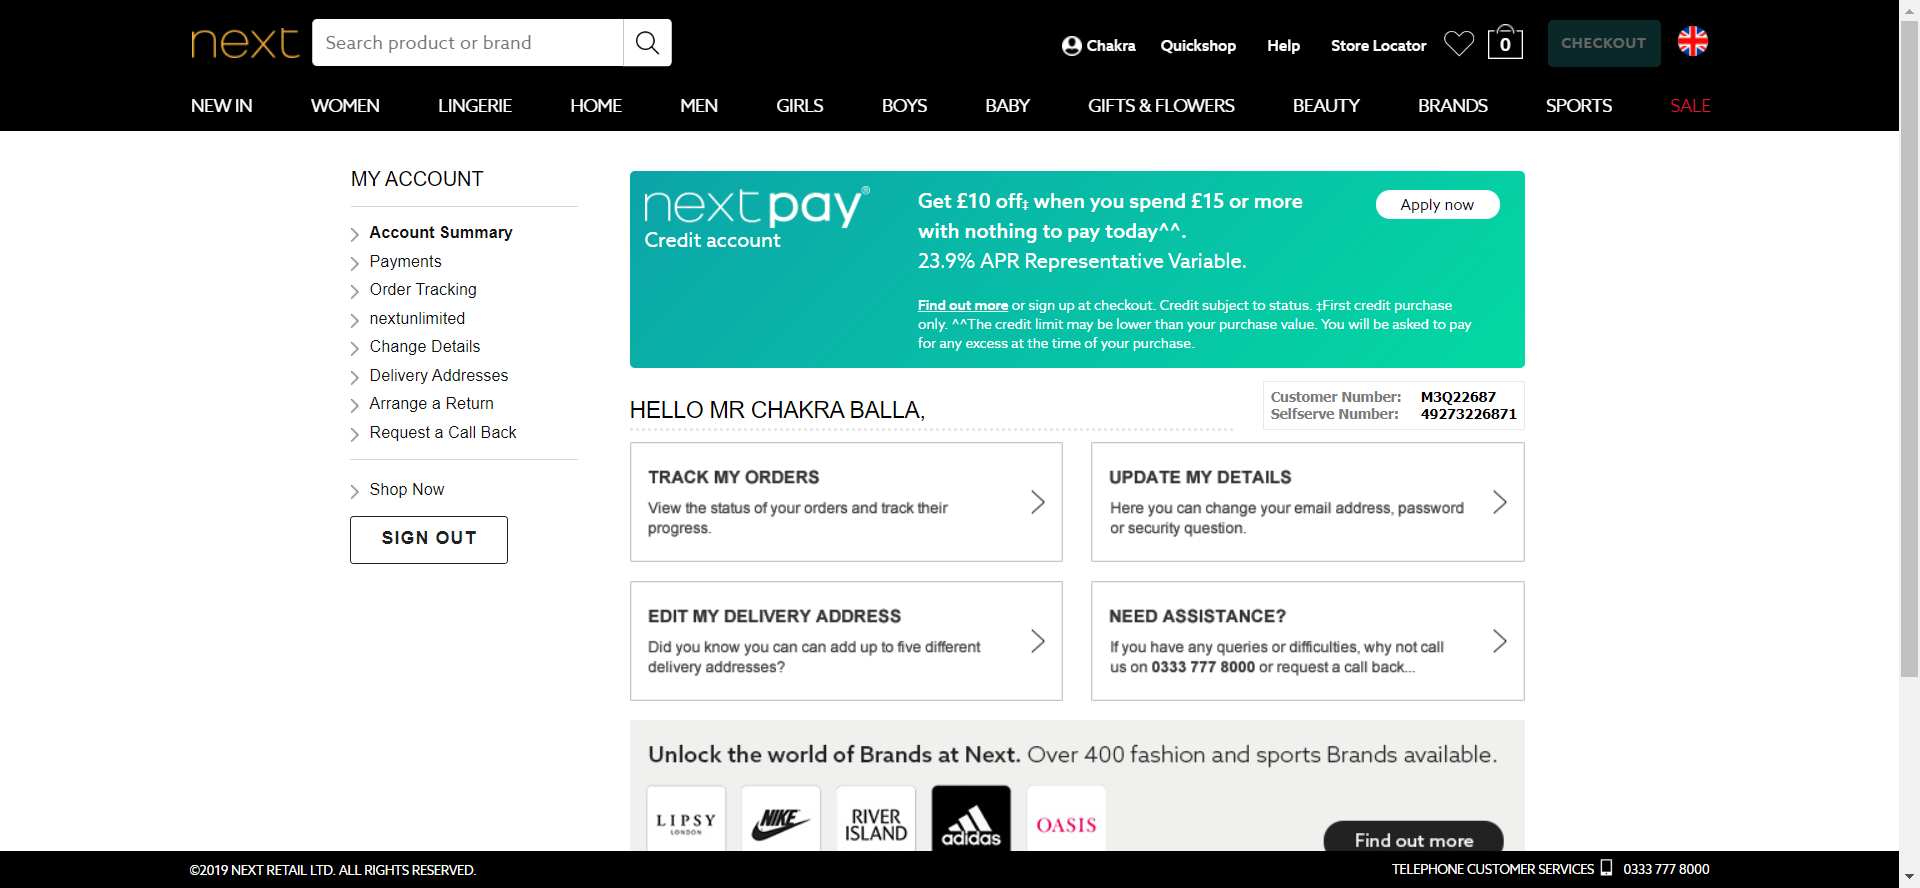 next
Search product or brand
Chakra
Quickshop
Help
Store Locator
0
CHECKOUT
NEW IN
WOMEN
LINGERIE
HOME
MEN
GIRLS
BOYS
BABY
GIFTS & FLOWERS
BEAUTY
BRANDS
SPORTS
SALE
MY ACCOUNT
Account Summary
Payments
Order Tracking
nextunlimited
Change Details
Delivery Addresses
Arrange a Return
Request a Call Back
Shop Now
SIGN OUT
nextpay®
Credit account
Get £10 off‡ when you spend £15 or more
with nothing to pay today^^.
23.9% APR Representative Variable.
Apply now
Find out more or sign up at checkout. Credit subject to status. ‡First credit purchase
only. ^^The credit limit may be lower than your purchase value. You will be asked to pay
for any excess at the time of your purchase.
HELLO MR CHAKRA BALLA,
Customer Number: M3Q22687
Selfserve Number: 49273226871
TRACK MY ORDERS
View the status of your orders and track their
progress.
UPDATE MY DETAILS
Here you can change your email address, password
or security question.
EDIT MY DELIVERY ADDRESS
Did you know you can can add up to five different
delivery addresses?
NEED ASSISTANCE?
If you have any queries or difficulties, why not call
us on 0333 777 8000 or request a call back...
Unlock the world of Brands at Next. Over 400 fashion and sports Brands available.
LIPSY
LONDON
NIKE
RIVER
ISLAND
adidas
OASIS
Find out more
©2019 NEXT RETAIL LTD. ALL RIGHTS RESERVED.
TELEPHONE CUSTOMER SERVICES 0333 777 8000